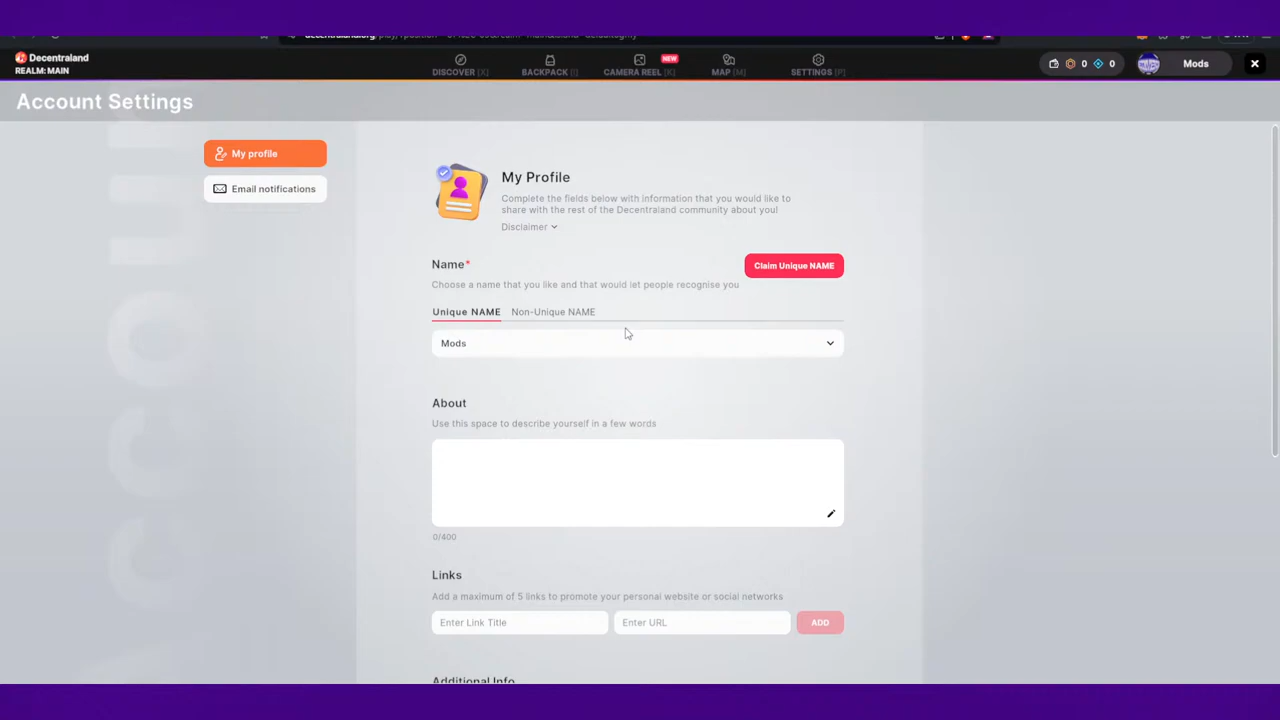 Decentraland
REALM: MAIN
DISCOVER [X]
BACKPACK [I]
CAMERA REEL [K]
NEW
MAP [M]
SETTINGS [P]
0
0
Mods
Account Settings
My profile
Email notifications
My Profile
Complete the fields below with information that you would like to
share with the rest of the Decentraland community about you!
Disclaimer
Name*
Claim Unique NAME
Choose a name that you like and that would let people recognise you
Unique NAME
Non-Unique NAME
Mods
About
Use this space to describe yourself in a few words
0/400
Links
Add a maximum of 5 links to promote your personal website or social networks
Enter Link Title
Enter URL
ADD
Additional Info